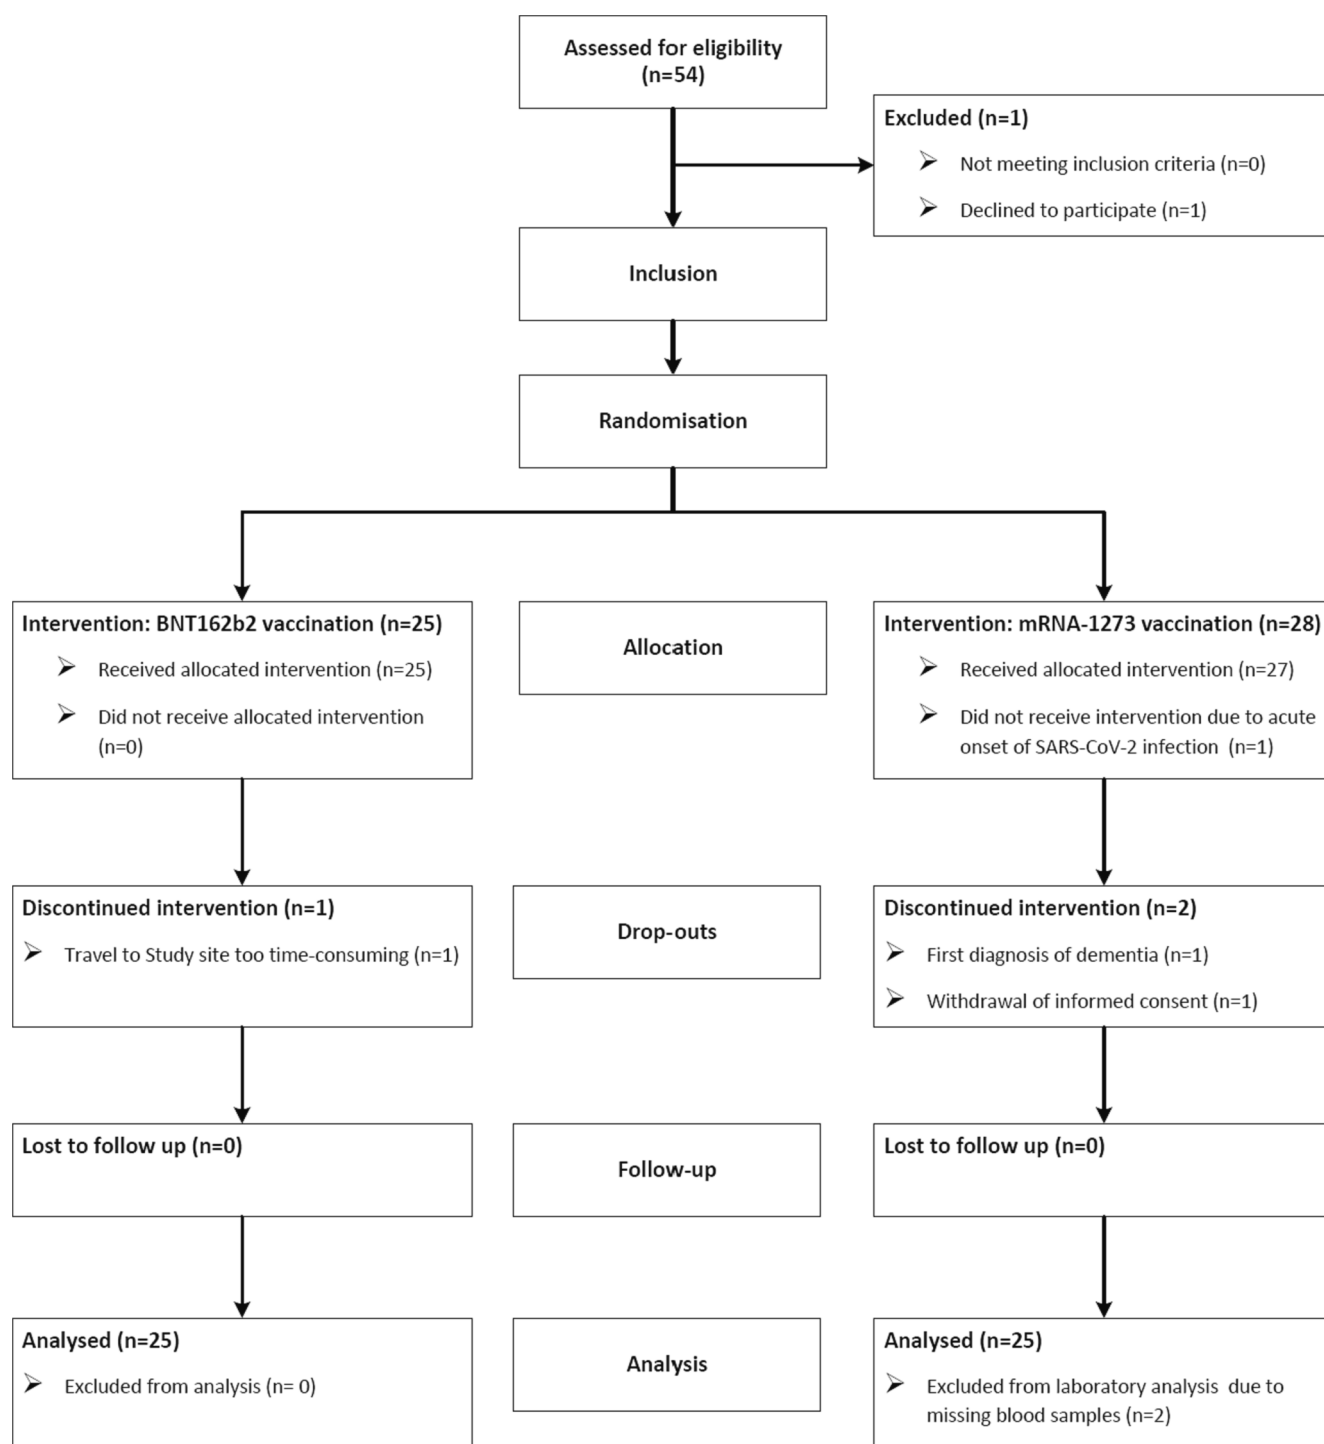 Assessed for eligibility
(n=54)
Excluded (n=1)
➢ Not meeting inclusion criteria (n=0)
➢ Declined to participate (n=1)
Inclusion
Randomisation
Intervention: BNT162b2 vaccination (n=25)
➢ Received allocated intervention (n=25)
➢ Did not receive allocated intervention
(n=0)
Allocation
Intervention: mRNA-1273 vaccination (n=28)
➢ Received allocated intervention (n=27)
➢ Did not receive intervention due to acute
onset of SARS-CoV-2 infection (n=1)
Discontinued intervention (n=1)
➢ Travel to Study site too time-consuming (n=1)
Drop-outs
Discontinued intervention (n=2)
➢ First diagnosis of dementia (n=1)
➢ Withdrawal of informed consent (n=1)
Lost to follow up (n=0)
Follow-up
Lost to follow up (n=0)
Analysed (n=25)
➢ Excluded from analysis (n= 0)
Analysis
Analysed (n=25)
➢ Excluded from laboratory analysis due to
missing blood samples (n=2)